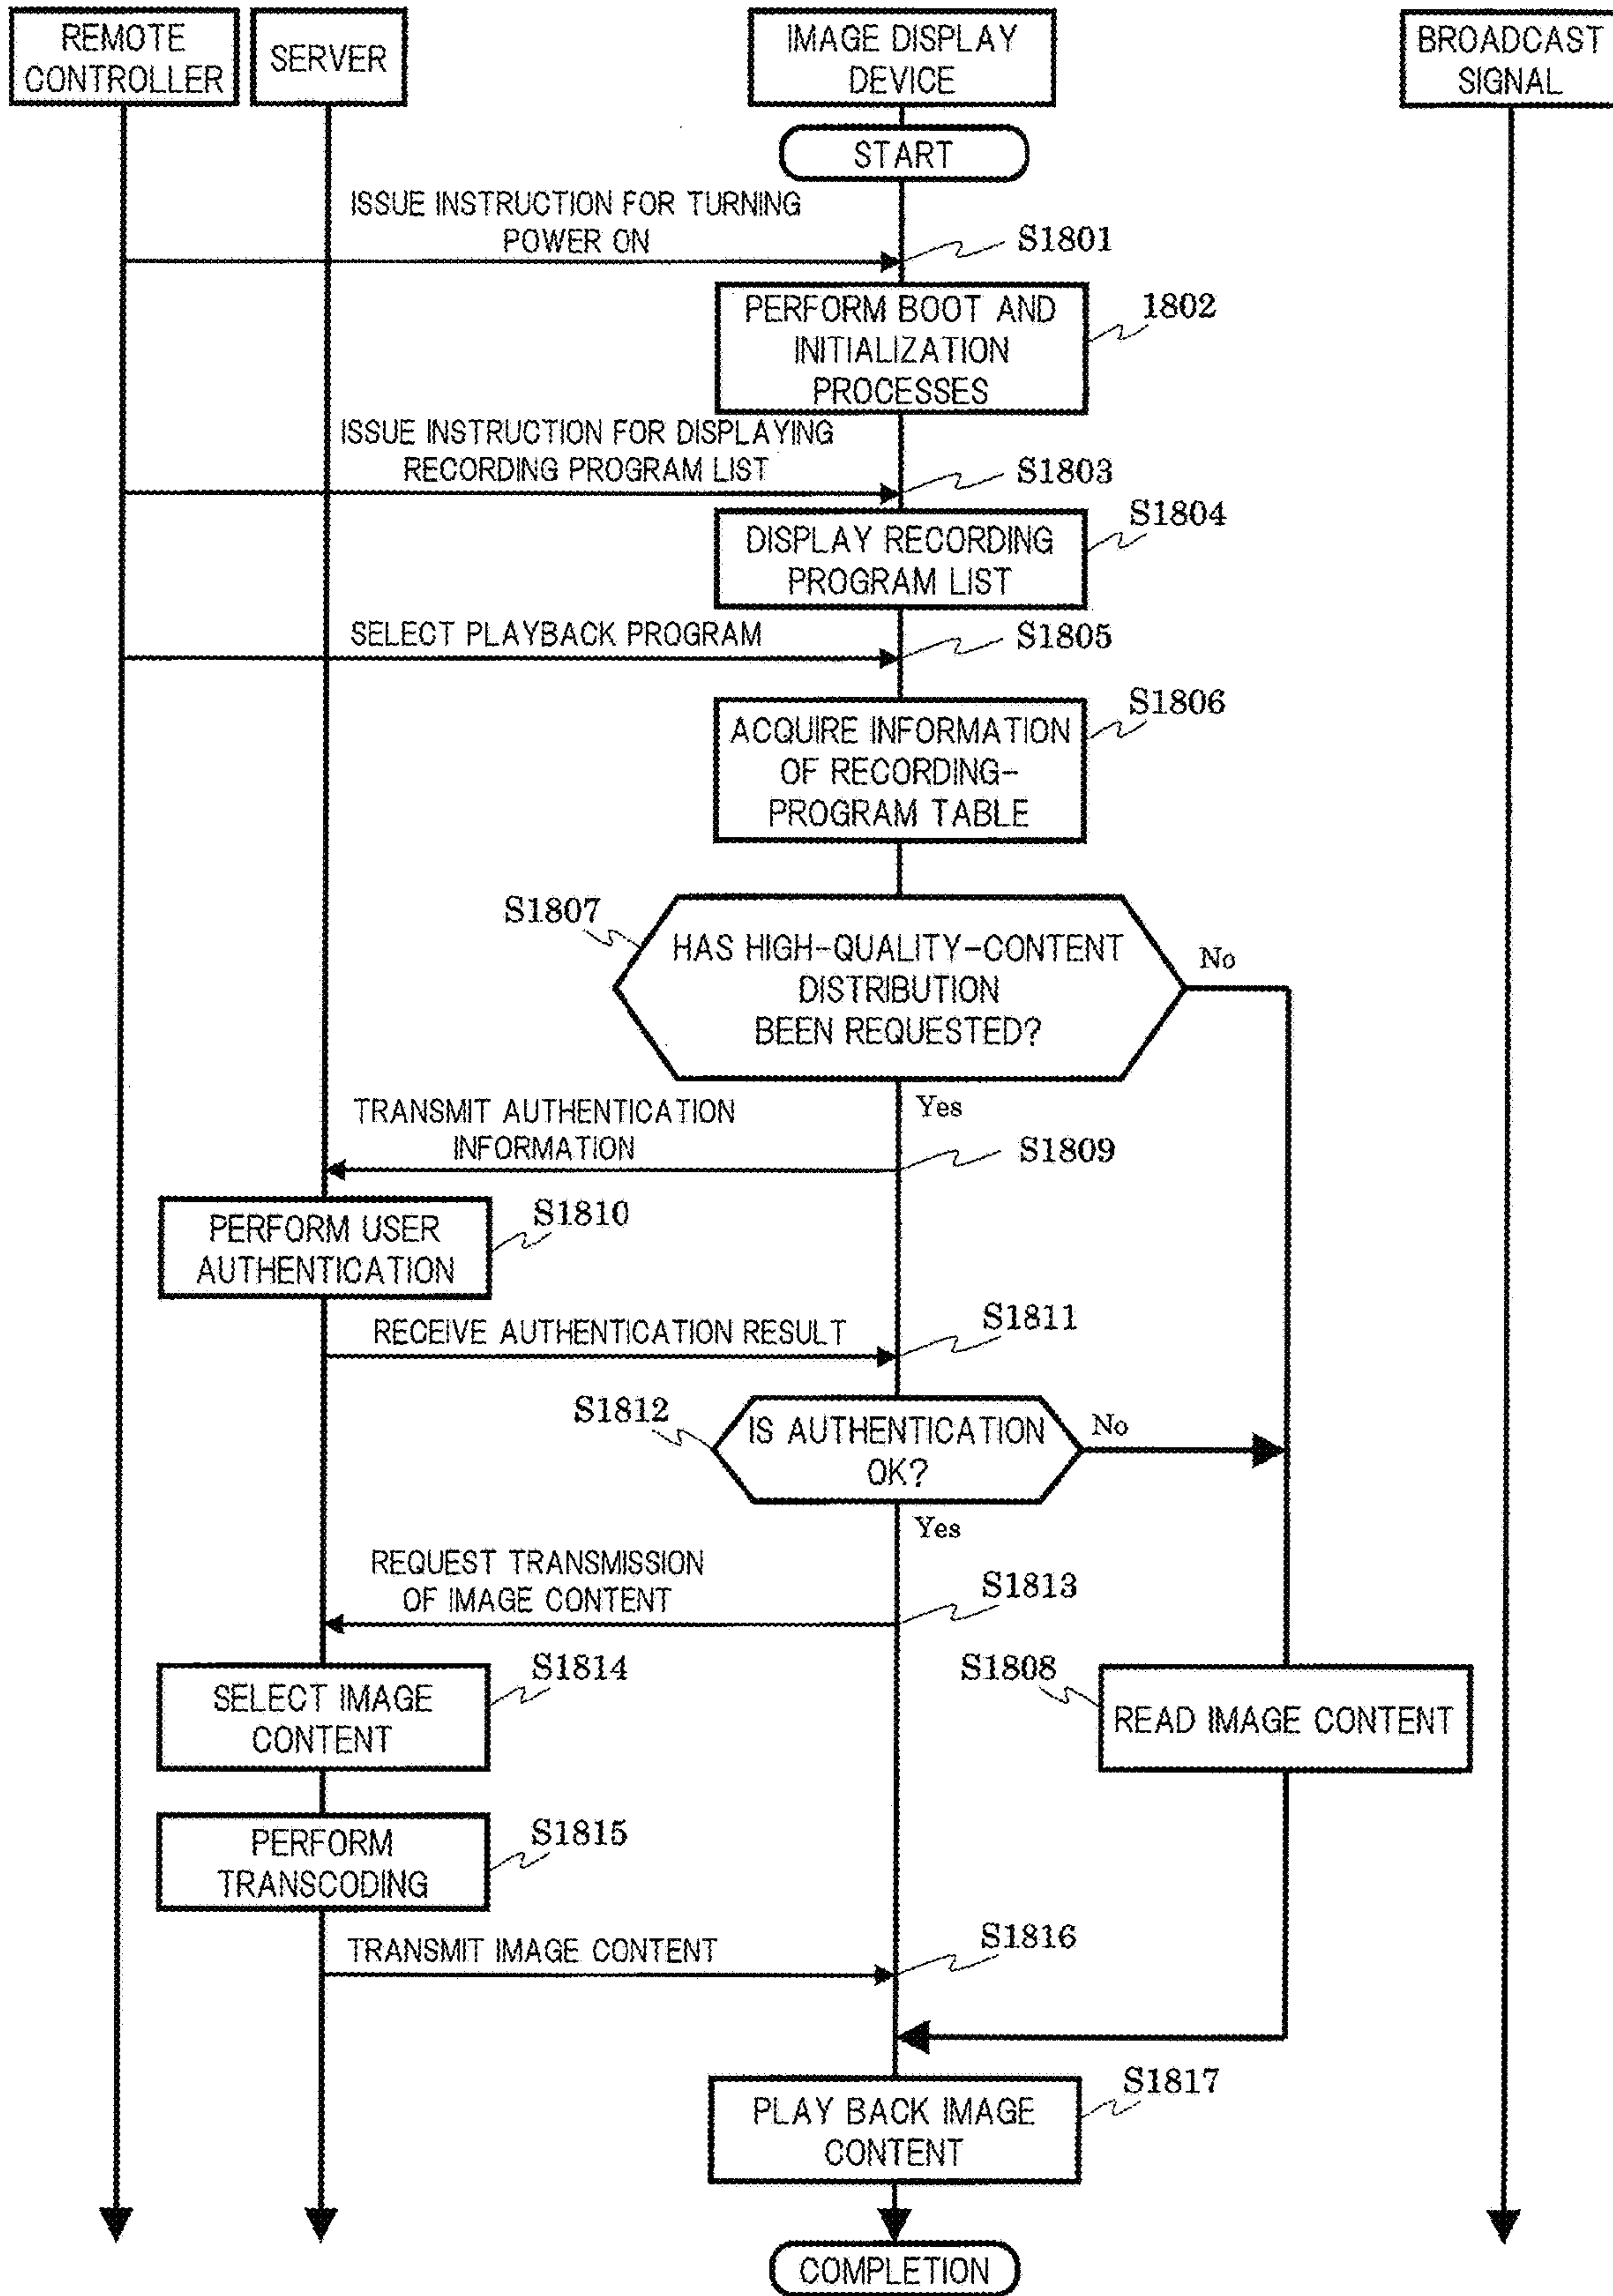 REMOTE
CONTROLLER
SERVER
IMAGE DISPLAY
DEVICE
BROADCAST
SIGNAL
START
ISSUE INSTRUCTION FOR TURNING
POWER ON
S1801
PERFORM BOOT AND
INITIALIZATION
PROCESSES
1802
ISSUE INSTRUCTION FOR DISPLAYING
RECORDING PROGRAM LIST
S1803
DISPLAY RECORDING
PROGRAM LIST
S1804
SELECT PLAYBACK PROGRAM
S1805
ACQUIRE INFORMATION
OF RECORDING-
PROGRAM TABLE
S1806
S1807
HAS HIGH-QUALITY-CONTENT
DISTRIBUTION
BEEN REQUESTED?
No
Yes
TRANSMIT AUTHENTICATION
INFORMATION
S1809
PERFORM USER
AUTHENTICATION
S1810
RECEIVE AUTHENTICATION RESULT
S1811
S1812
IS AUTHENTICATION
OK?
No
Yes
REQUEST TRANSMISSION
OF IMAGE CONTENT
S1813
SELECT IMAGE
CONTENT
S1814
S1808
READ IMAGE CONTENT
PERFORM
TRANSCODING
S1815
TRANSMIT IMAGE CONTENT
S1816
PLAY BACK IMAGE
CONTENT
S1817
COMPLETION